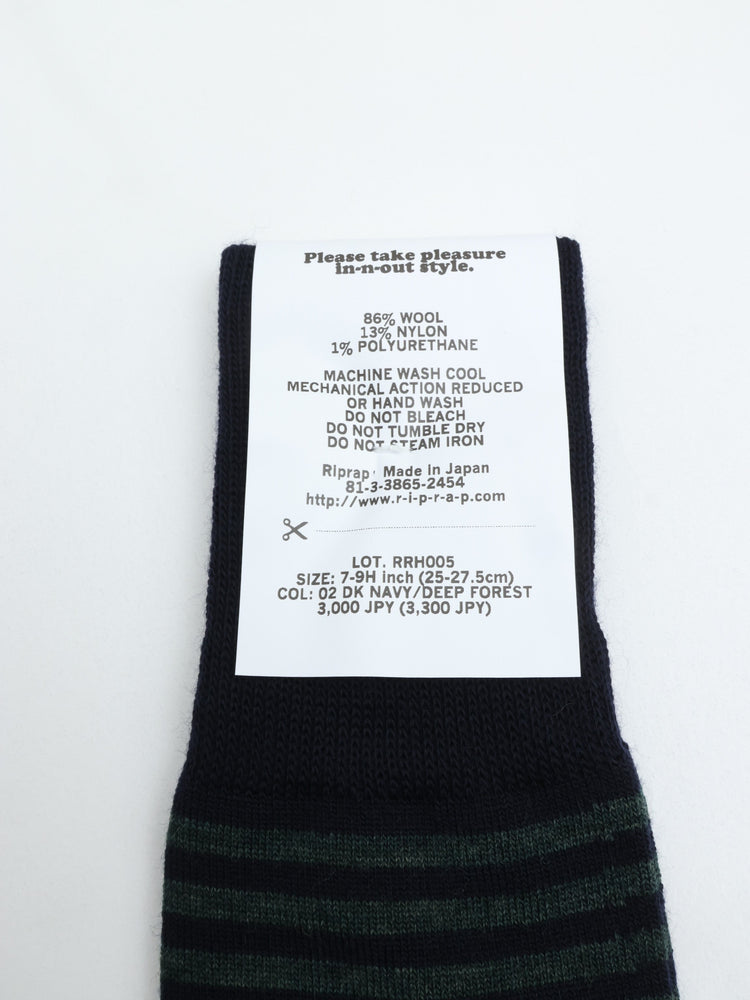 Please take pleasure
in-n-out style.
86% WOOL
13% NYLON
1% POLYURETHANE
MACHINE WASH COOL
MECHANICAL ACTION REDUCED
OR HAND WASH
DO NOT BLEACH
DO NOT TUMBLE DRY
DO NOT STEAM IRON
Riprap Made in Japan
81-3-3865-2454
http://www.r-i-p-r-a-p.com
LOT. RRH005
SIZE: 7-9H inch (25-27.5cm)
COL: 02 DK NAVY/DEEP FOREST
3,000 JPY (3,300 JPY)